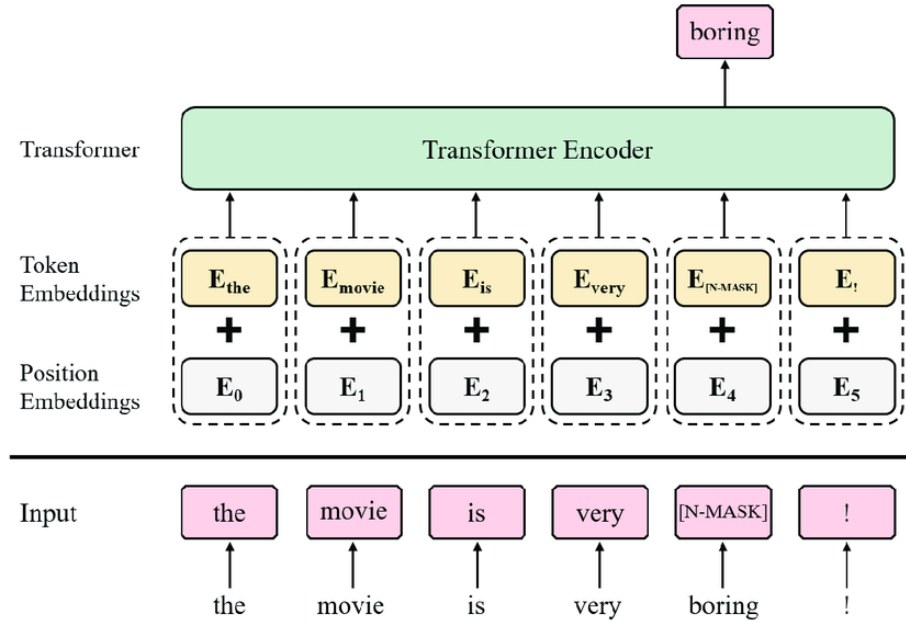 boring
Transformer
Transformer Encoder
Token
Embeddings
E the
E movie
E is
E very
E [N-MASK]
E !
+ + + + + +
Position
Embeddings
E 0
E 1
E 2
E 3
E 4
E 5
Input
the
movie
is
very
[N-MASK]
!
the
movie
is
very
boring
!